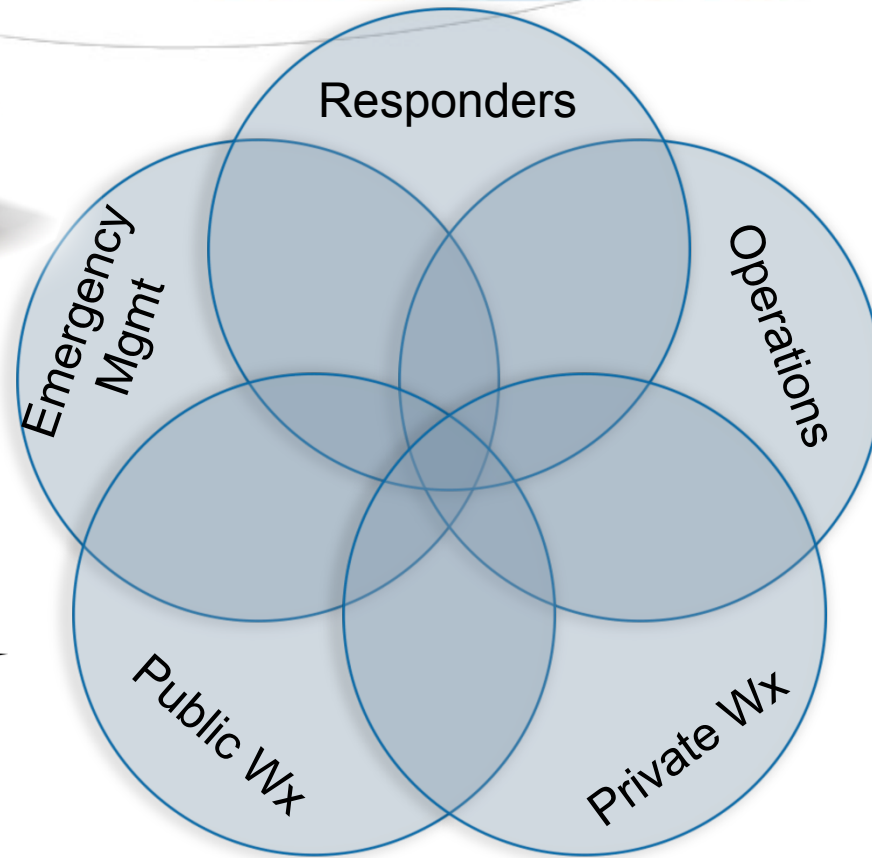 Responders
Emergency
Mgmt
Operations
Public Wx
Private Wx